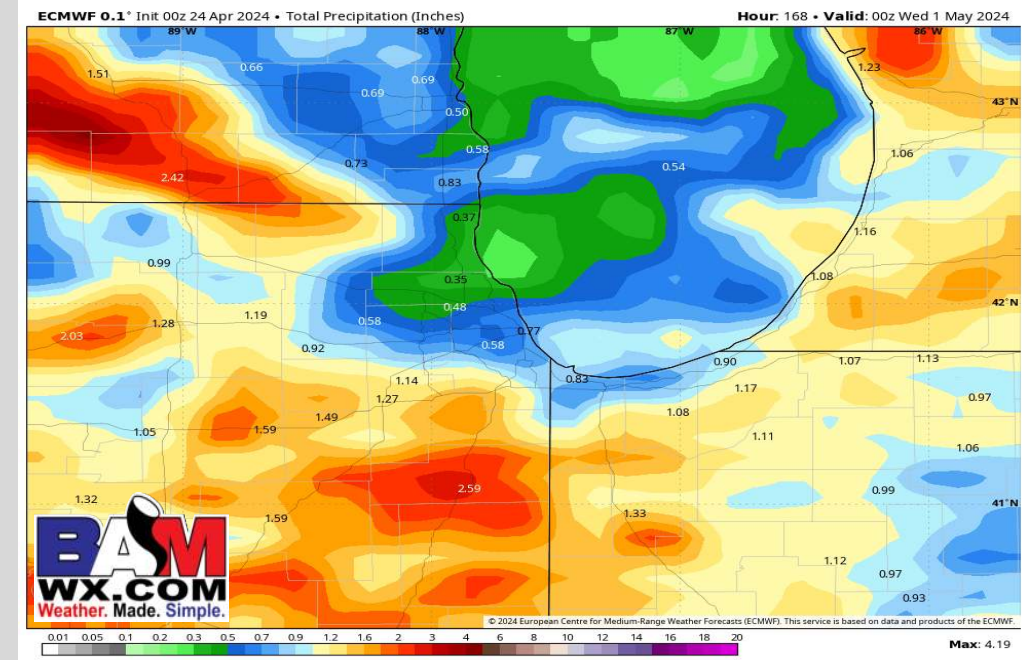 ECMWF 0.1° Init 00z 24 Apr 2024 • Total Precipitation (Inches)
Hour: 168 • Valid: 00z Wed 1 May 2024
89°W 88°W 87°W 86°W
1.51 0.66 0.69 1.23
0.69
43°N
0.50
0.58 1.06
0.73 0.54
2.42 0.83
0.37
1.16
0.99
0.35 1.08
0.48 42°N
1.28 1.19 0.58
2.03 0.77
0.92 0.58
0.90 1.07 1.13
1.14 0.83
1.27 1.17 0.97
1.49 1.08
1.05 1.59 1.11
1.06
2.59 0.99
1.32 41°N
1.59 1.33
BAM
WX.COM
Weather. Made. Simple.
1.12
0.97
0.93
© 2024 European Centre for Medium-Range Weather Forecasts (ECMWF). This service is based on data and products of the ECMWF.
0.01 0.05 0.1 0.2 0.3 0.5 0.7 0.9 1.2 1.6 2 3 4 6 8 10 12 14 16 18 20
Max: 4.19